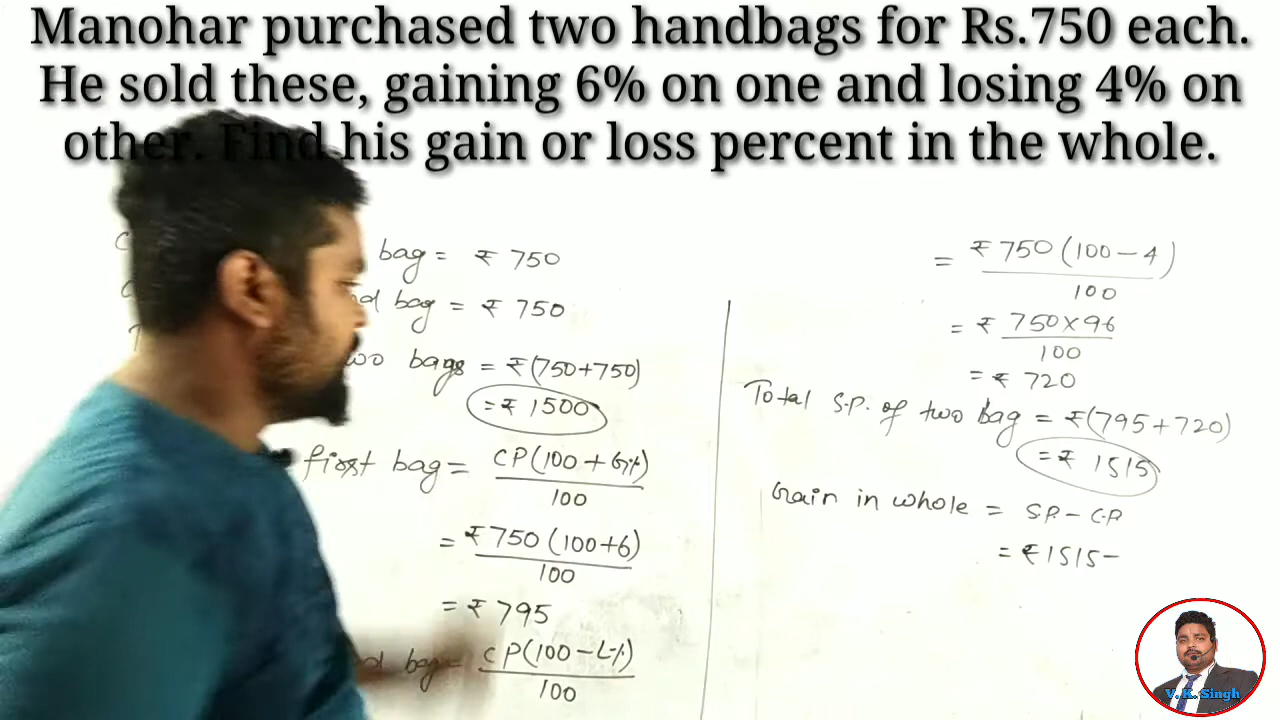 Manohar purchased two handbags for Rs.750 each.
He sold these, gaining 6% on one and losing 4% on
other. Find his gain or loss percent in the whole.
bag = ₹ 750
nd bag = ₹ 750
two bags = ₹(750+750)
= ₹ 1500
first bag = CP(100 + G%)
100
= ₹ 750 (100+6)
100
= ₹ 795
nd bag = CP(100 - L%)
100
= ₹ 750 (100 - 4)
100
= ₹ 750 X 96
100
= ₹ 720
Total S.P. of two bag = ₹(795 + 720)
= ₹ 1515
Gain in whole = S.P. - C.P
= ₹ 1515 -
V. K. Singh